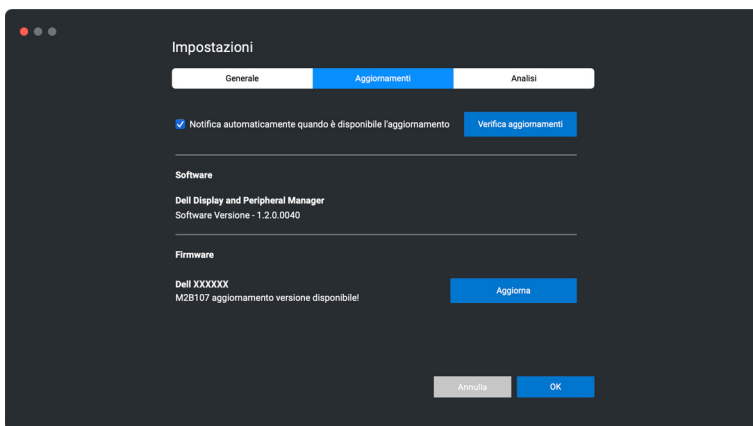 Impostazioni
Generale
Aggiornamenti
Analisi
Notifica automaticamente quando è disponibile l'aggiornamento
Verifica aggiornamenti
Software
Dell Display and Peripheral Manager
Software Versione - 1.2.0.0040
Firmware
Dell XXXXXX
M2B107 aggiornamento versione disponibile!
Aggiorna
Annulla
OK